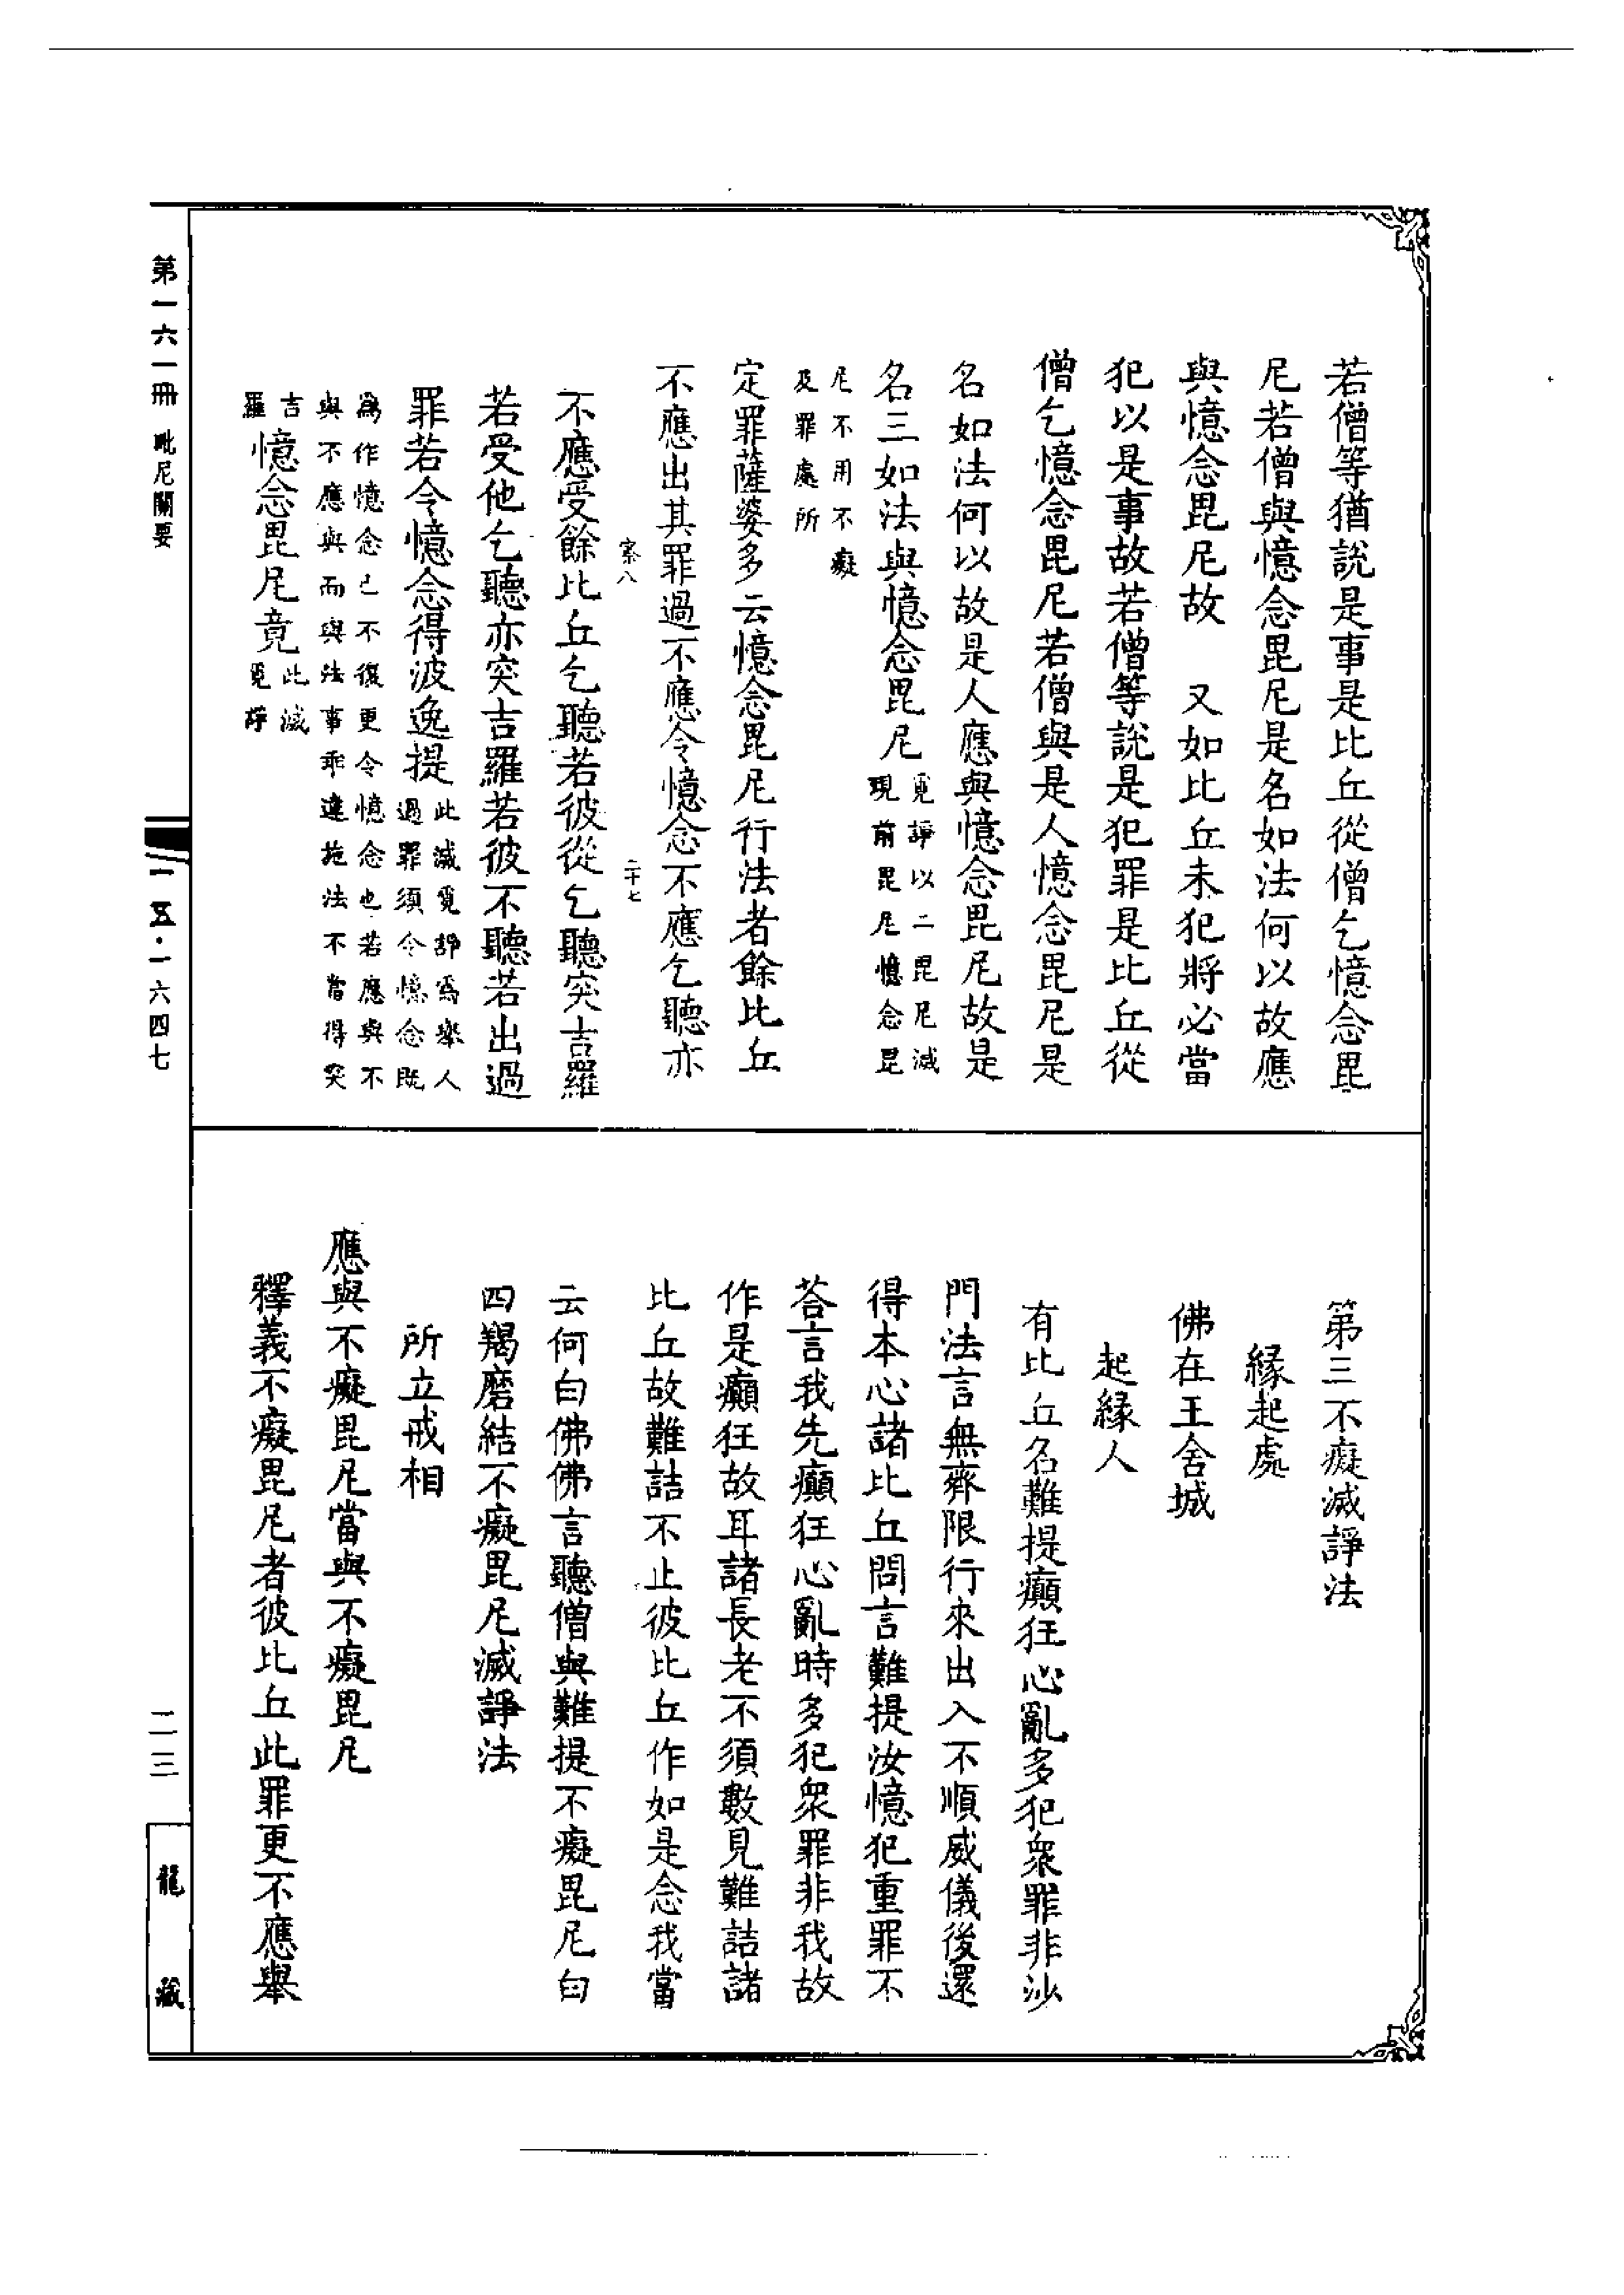 若僧等猶說是事是比丘從僧乞憶念毘
尼若僧與憶念毘尼是名如法何以故應
與憶念毘尼故　又如比丘未犯將必當
犯以是事故若僧等說是犯罪是比丘從
僧乞憶念毘尼若僧與是人憶念毘尼是
名如法何以故是人應與憶念毘尼故是
名三如法與憶念毘尼覓諍以二毘尼滅現前毘尼憶念毘
尼不用不癡及罪處所
定罪薩婆多云憶念毘尼行法者餘比丘
不應出其罪過不應令憶念不應乞聽亦
寀八　二十七
不應受餘比丘乞聽若彼從乞聽突吉羅
若受他乞聽亦突吉羅若彼不聽若出過
罪若令憶念得波逸提此滅覓諍爲舉人過罪須令憶念旣
爲作憶念已不復更令憶念也若應與不與不應與而與法事乖違拖法不當得突
吉羅憶念毘尼竟此滅覓諍
第三不癡滅諍法
緣起處
佛在王舍城
起緣人
有比丘名難提癲狂心亂多犯衆罪非沙
門法言無齊限行來出入不順威儀後還
得本心諸比丘問言難提汝憶犯重罪不
荅言我先癲狂心亂時多犯衆罪非我故
作是癲狂故耳諸長老不須數見難詰諸
比丘故難詰不止彼比丘作如是念我當
云何白佛佛言聽僧與難提不癡毘尼白
四羯磨結不癡毘尼滅諍法
所立戒相
應與不癡毘尼當與不癡毘尼
釋義不癡毘尼者彼比丘此罪更不應舉
第一六一冊　毗尼關要
一五·一六四七
二三
龍藏